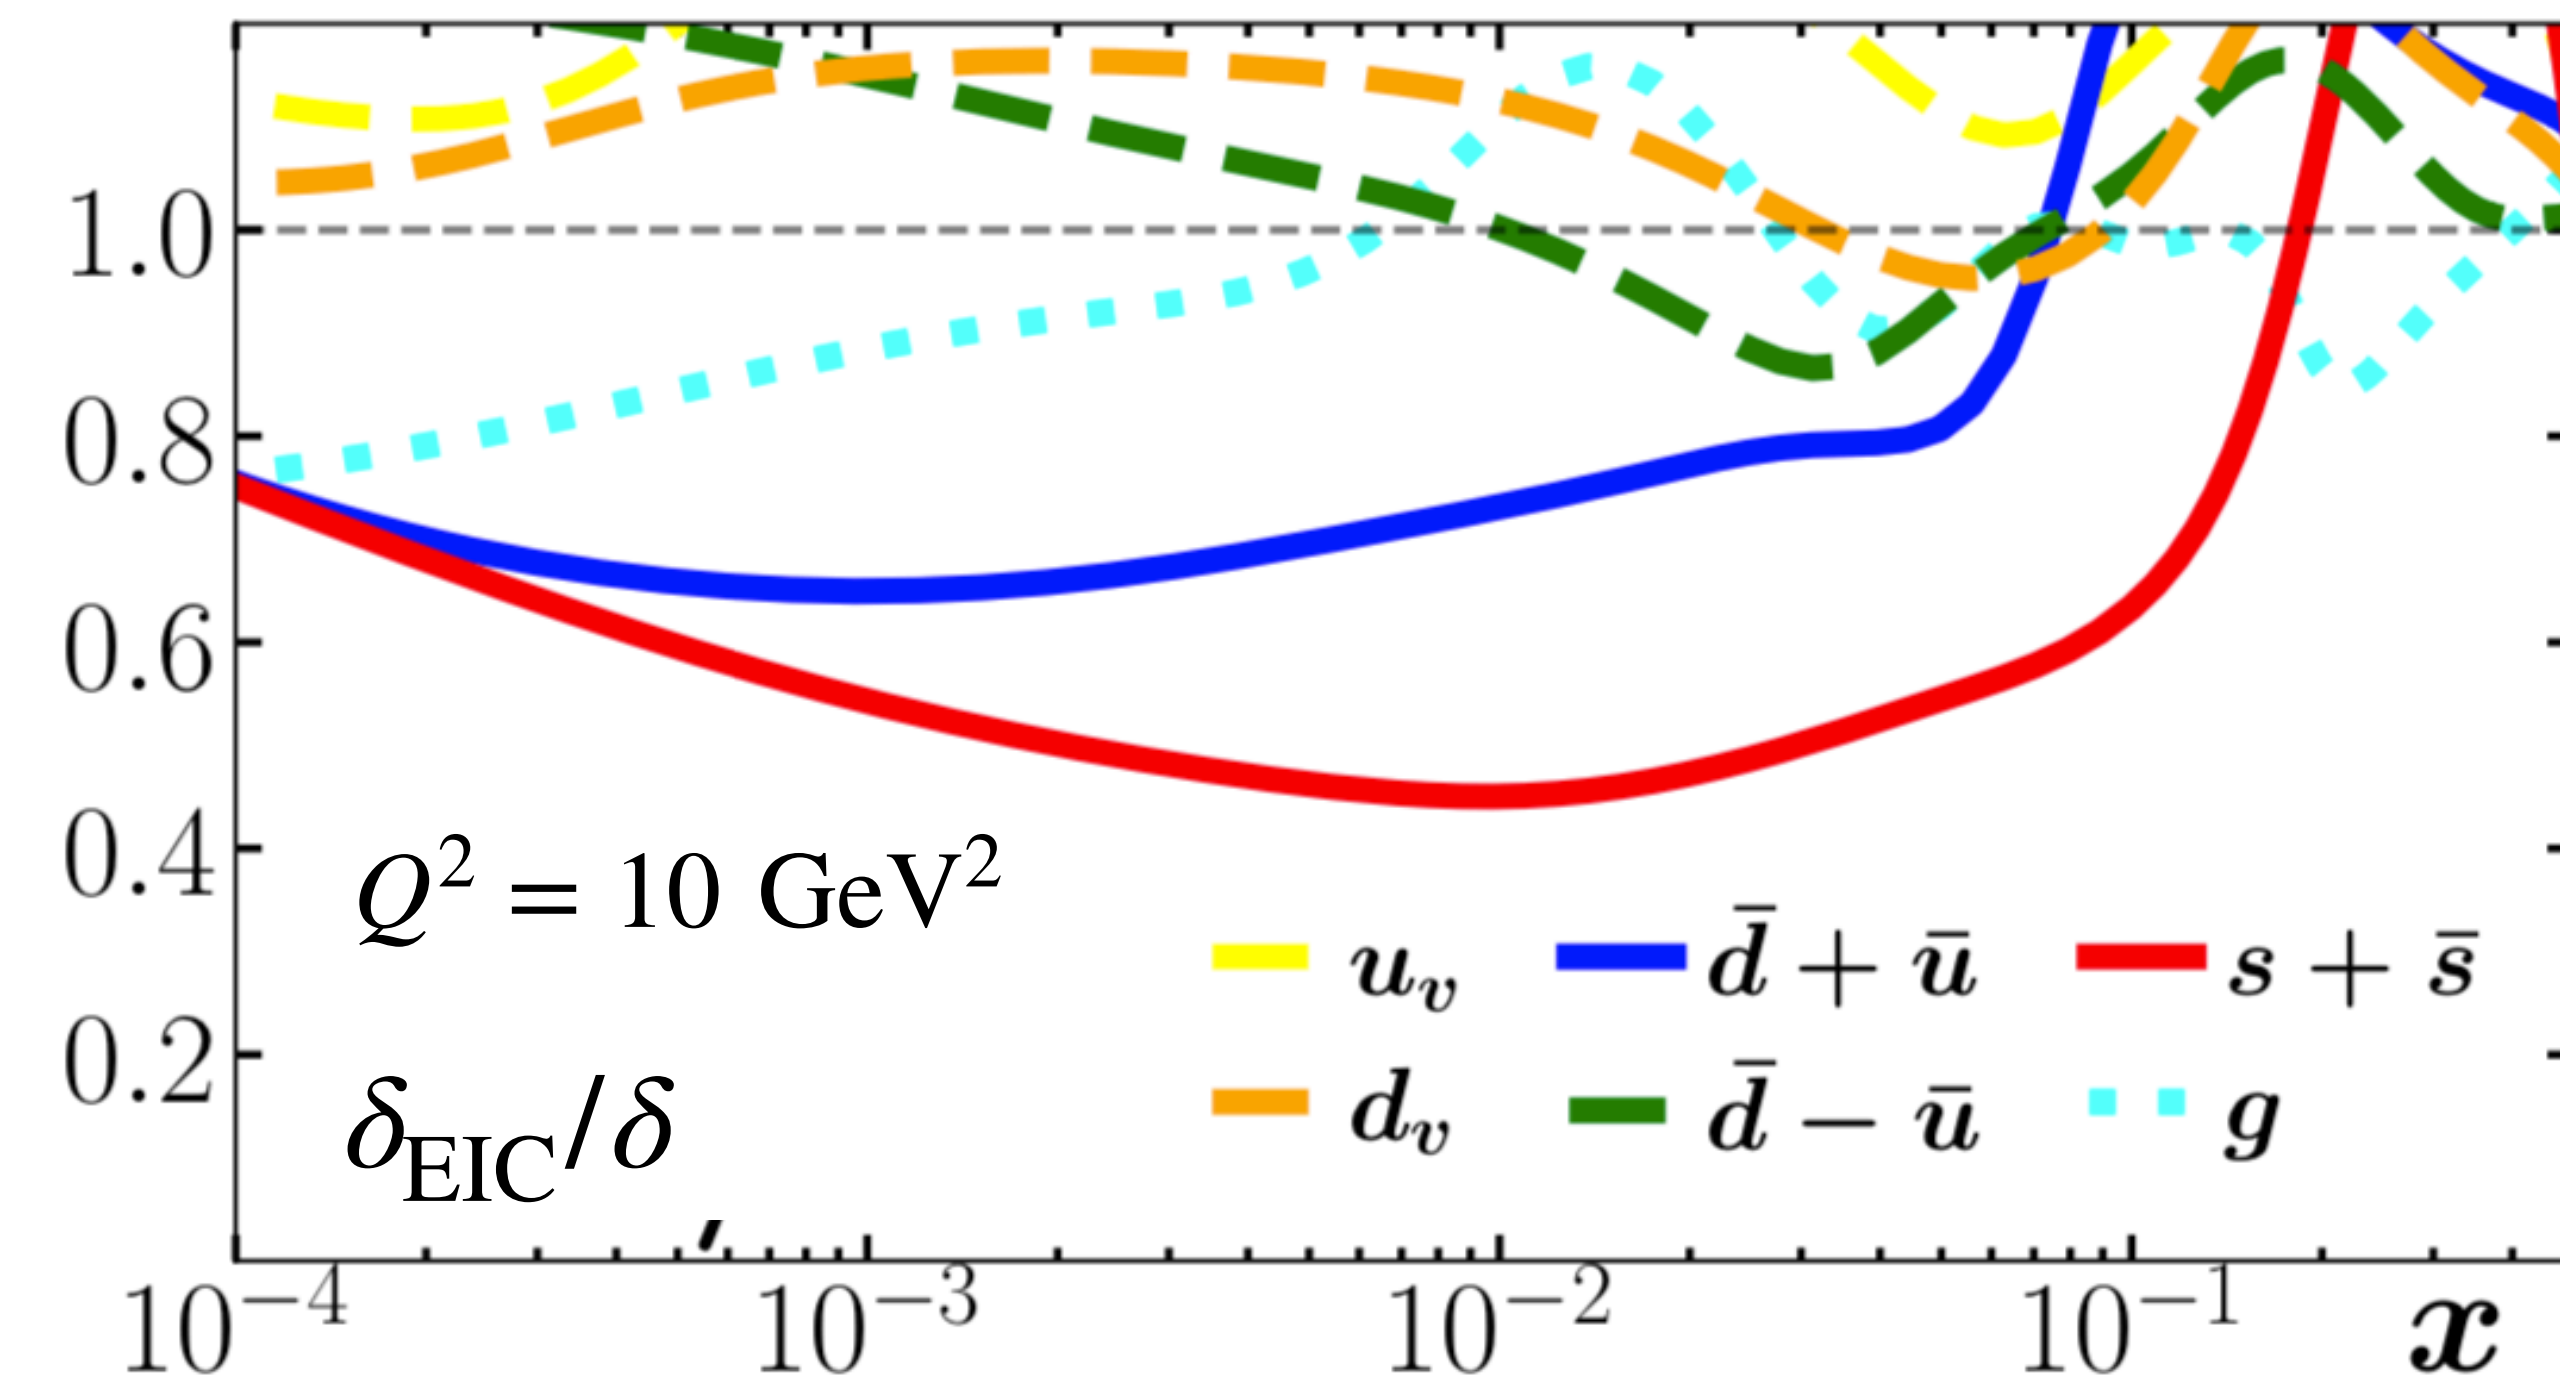 1.0
0.8
0.6
0.4
0.2
Q² = 10 GeV²
δ_EIC/δ
u_v d̄ + ū s + s̄
d_v d̄ − ū g
10⁻⁴ 10⁻³ 10⁻² 10⁻¹ x